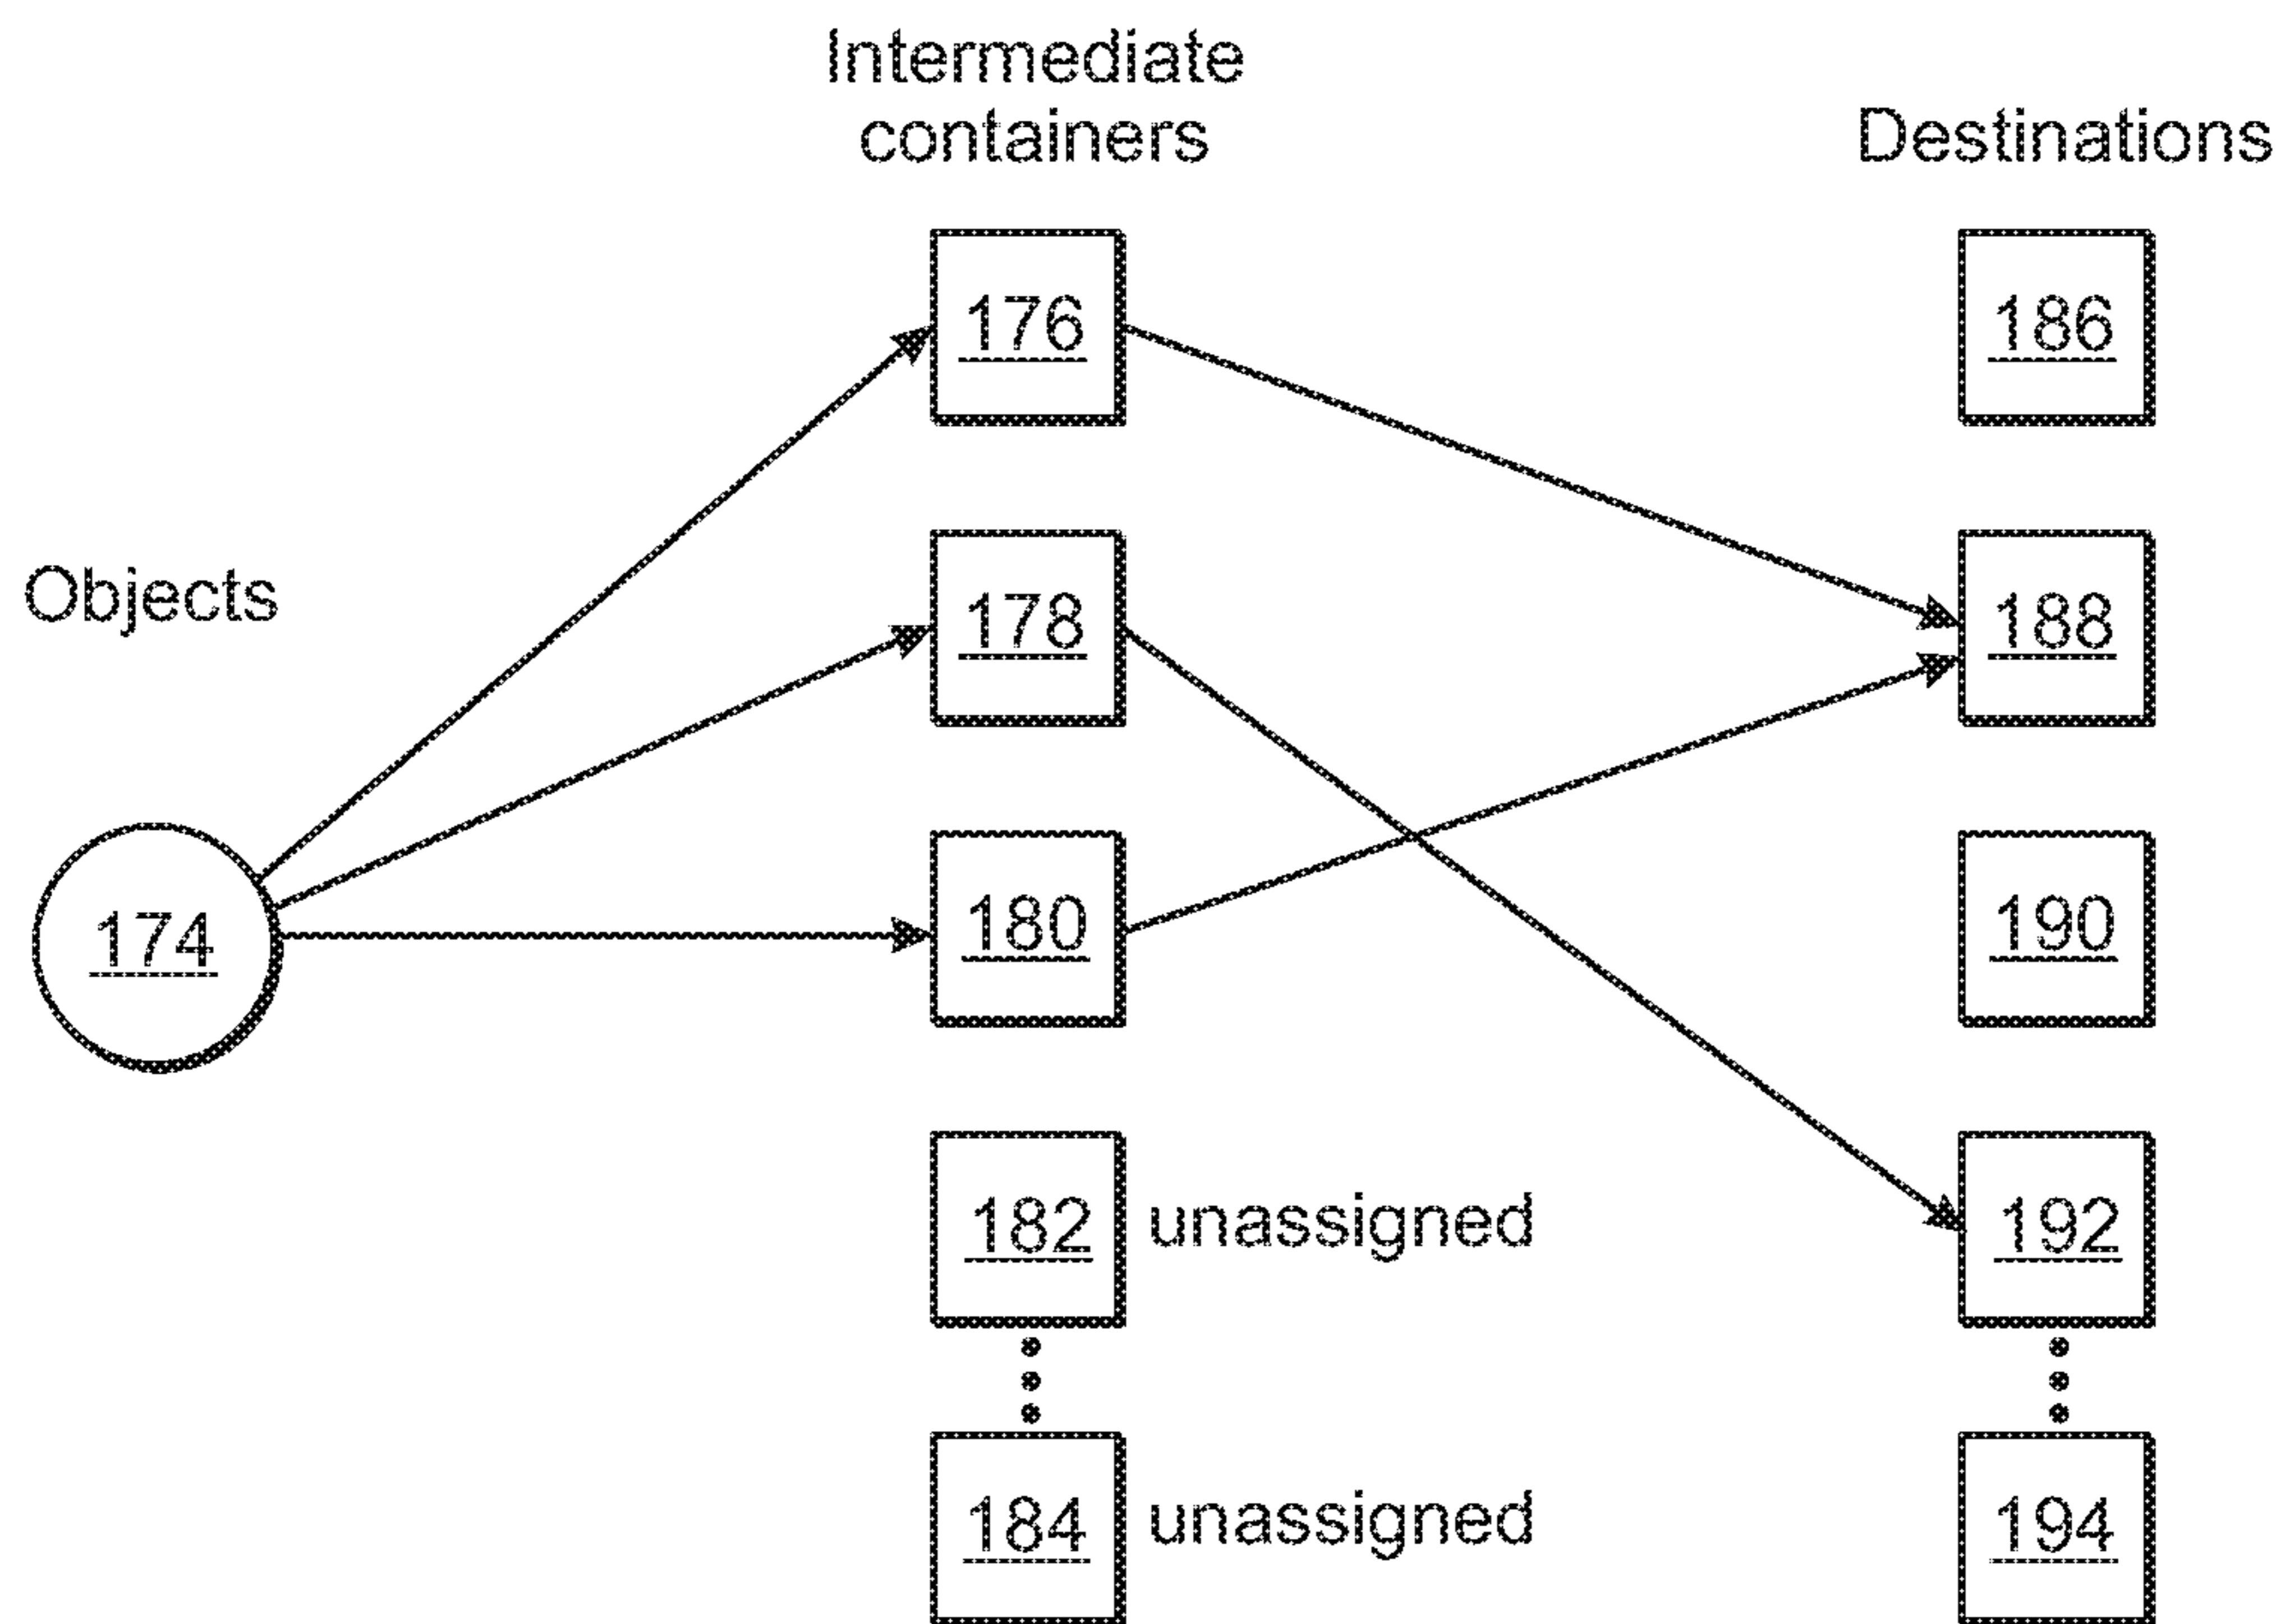 Intermediate
containers
Destinations
176
186
Objects
178
188
174
180
190
182 unassigned
192
184 unassigned
194